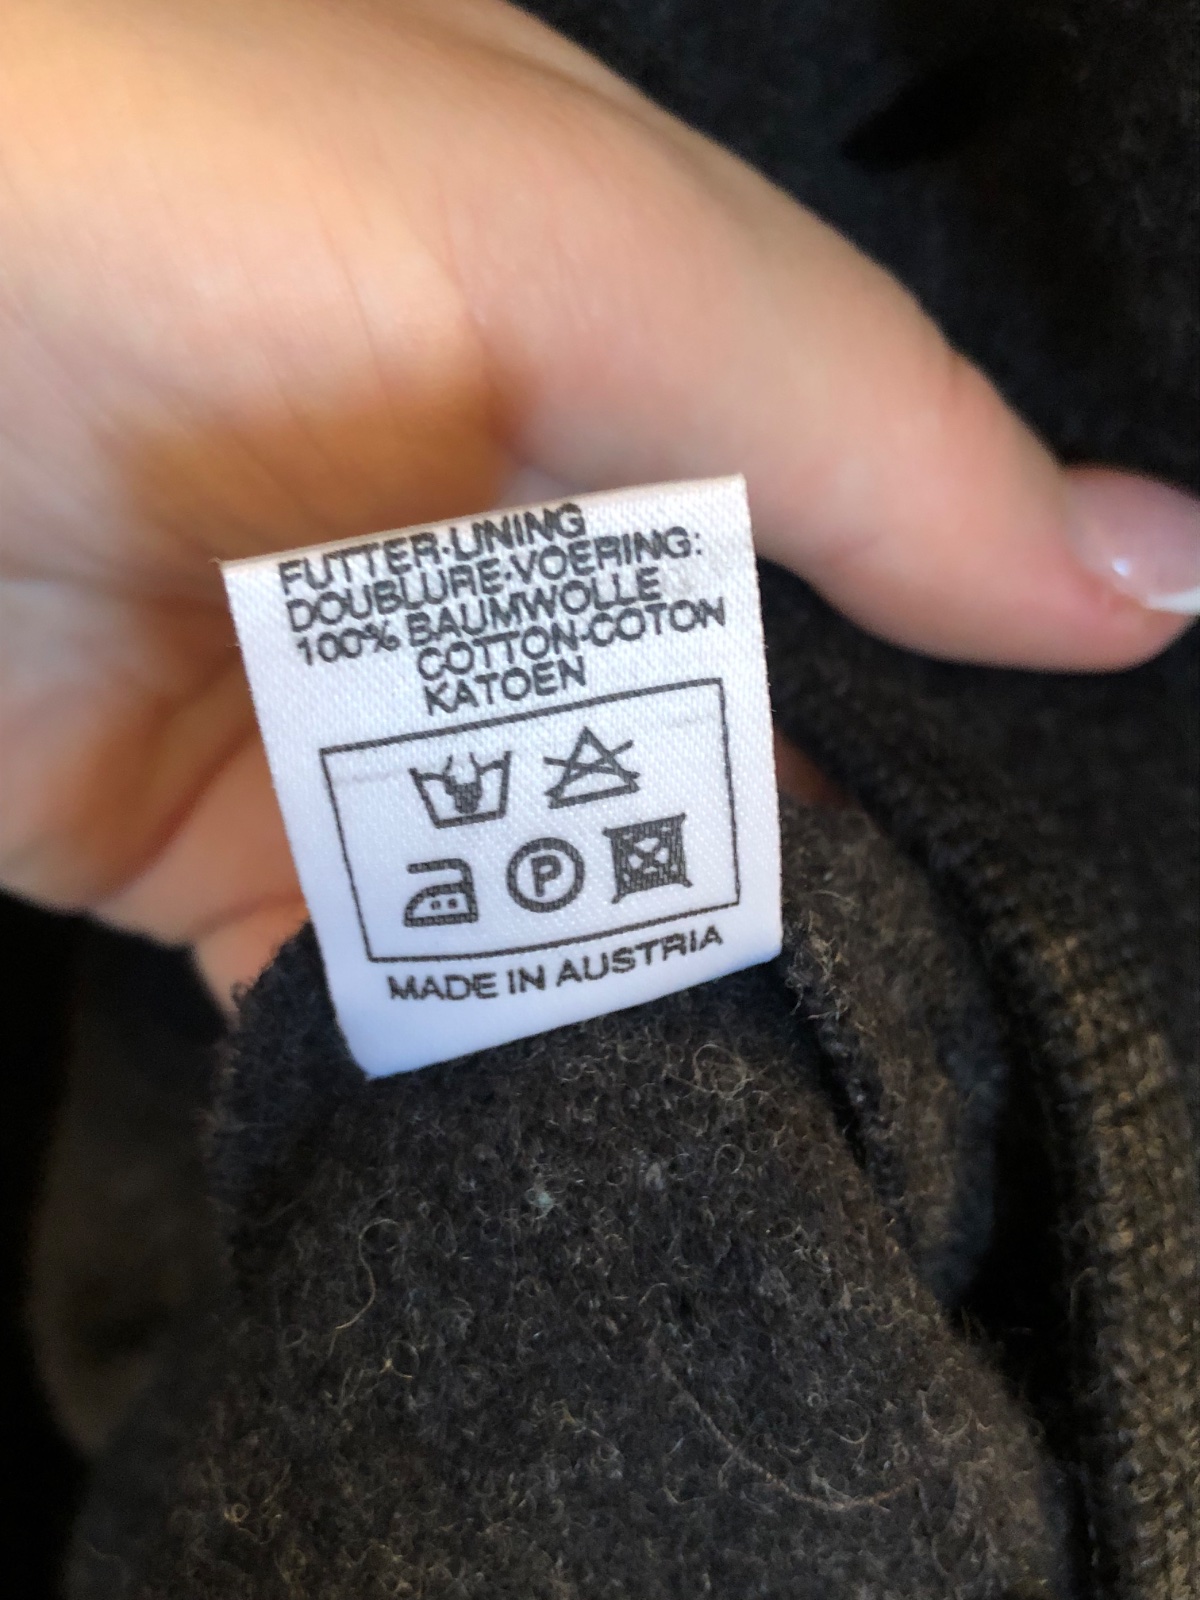 FUTTER·LINING
DOUBLURE·VOERING:
100% BAUMWOLLE
COTTON·COTON
KATOEN
P
MADE IN AUSTRIA